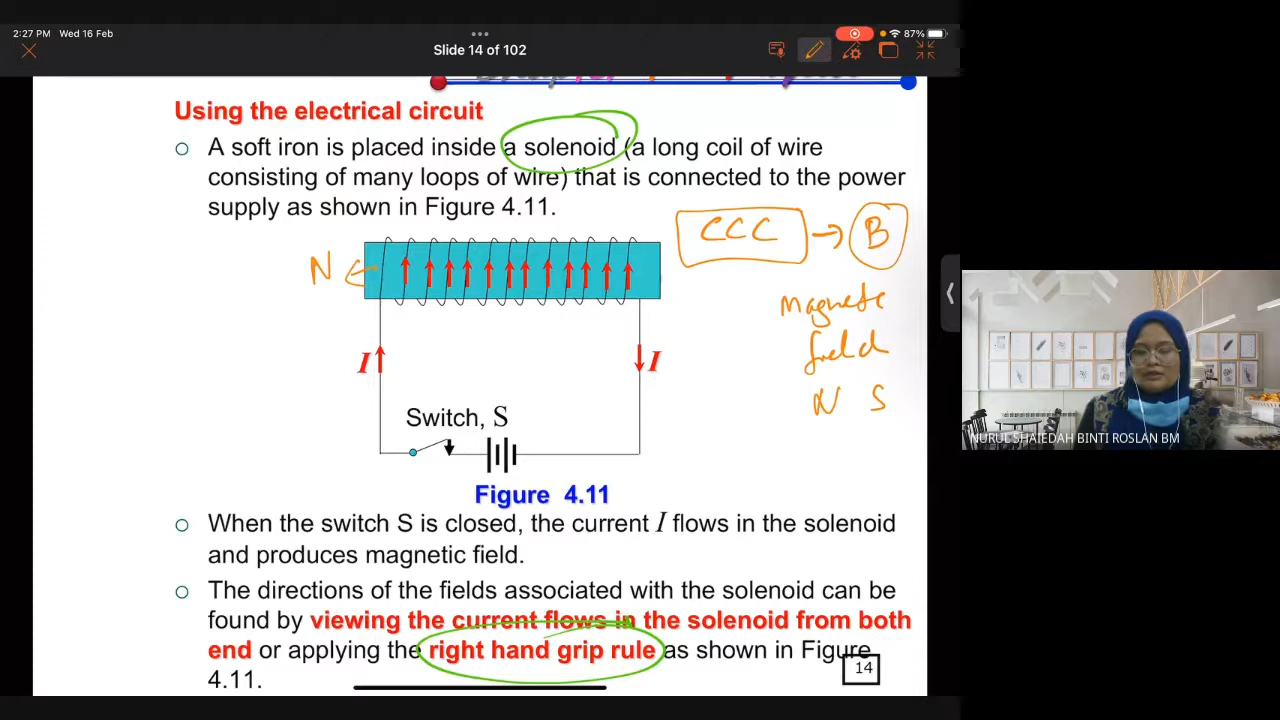 2:27 PM Wed 16 Feb
87%
Slide 14 of 102
Using the electrical circuit
A soft iron is placed inside a solenoid (a long coil of wire
consisting of many loops of wire) that is connected to the power
supply as shown in Figure 4.11.
CCC → B
N
Magnetic
field
N S
I
I
Switch, S
Figure 4.11
When the switch S is closed, the current I flows in the solenoid
and produces magnetic field.
The directions of the fields associated with the solenoid can be
found by viewing the current flows in the solenoid from both
end or applying the right hand grip rule as shown in Figure
4.11.
14
NURUL SHAIEDAH BINTI ROSLAN BM